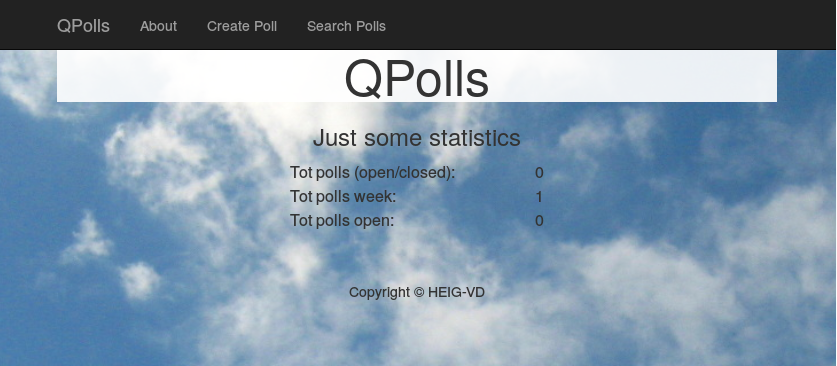 QPolls About Create Poll Search Polls
QPolls
Just some statistics
Tot polls (open/closed): 0
Tot polls week: 1
Tot polls open: 0
Copyright © HEIG-VD